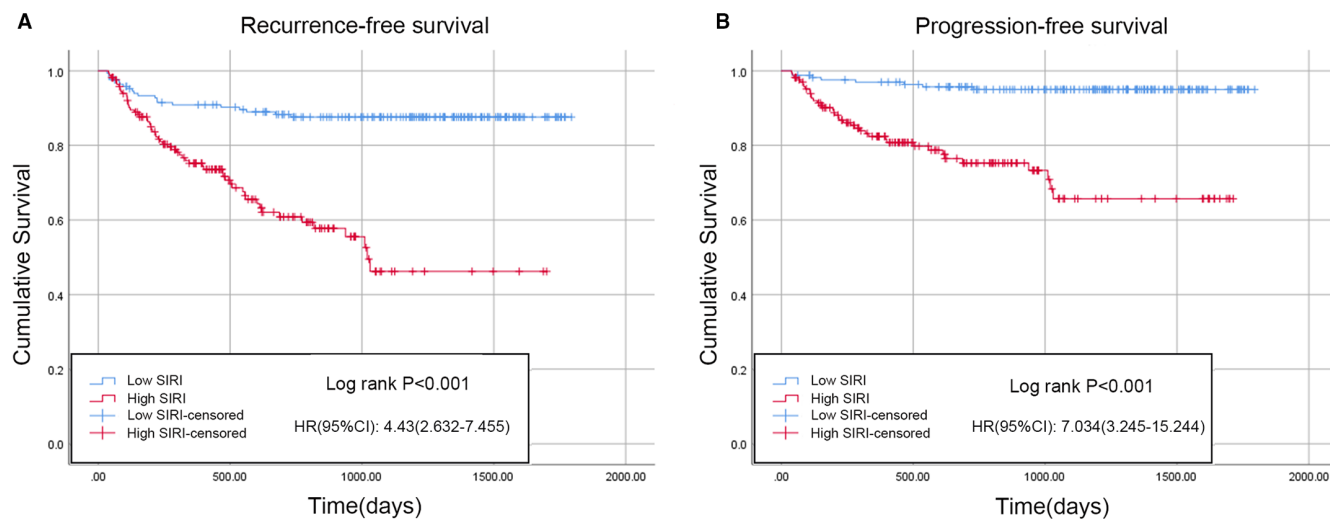 A
Recurrence-free survival
Cumulative Survival
1.0
0.8
0.6
0.4
0.2
0.0
Low SIRI
High SIRI
Low SIRI-censored
High SIRI-censored
Log rank P<0.001
HR(95%CI): 4.43(2.632-7.455)
.00
500.00
1000.00
1500.00
2000.00
Time(days)
B
Progression-free survival
Cumulative Survival
1.0
0.8
0.6
0.4
0.2
0.0
Low SIRI
High SIRI
Low SIRI-censored
High SIRI-censored
Log rank P<0.001
HR(95%CI): 7.034(3.245-15.244)
.00
500.00
1000.00
1500.00
2000.00
Time(days)